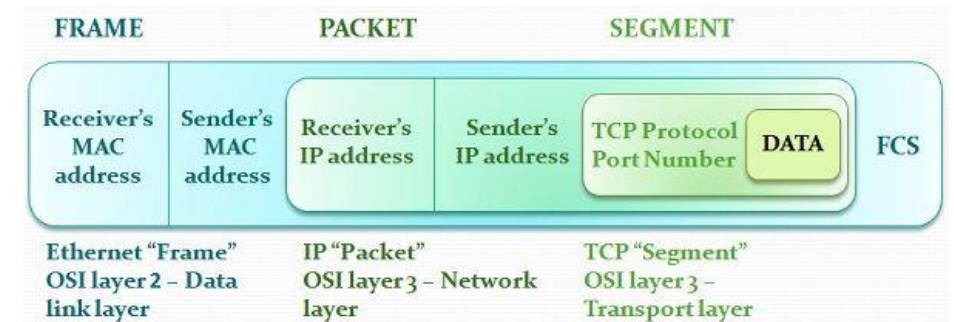 FRAME PACKET SEGMENT
Receiver's
MAC
address
Sender's
MAC
address
Receiver's
IP address
Sender's
IP address
TCP Protocol
Port Number
DATA
FCS
Ethernet “Frame”
OSI layer 2 – Data
link layer
IP “Packet”
OSI layer 3 – Network
layer
TCP “Segment”
OSI layer 3 –
Transport layer